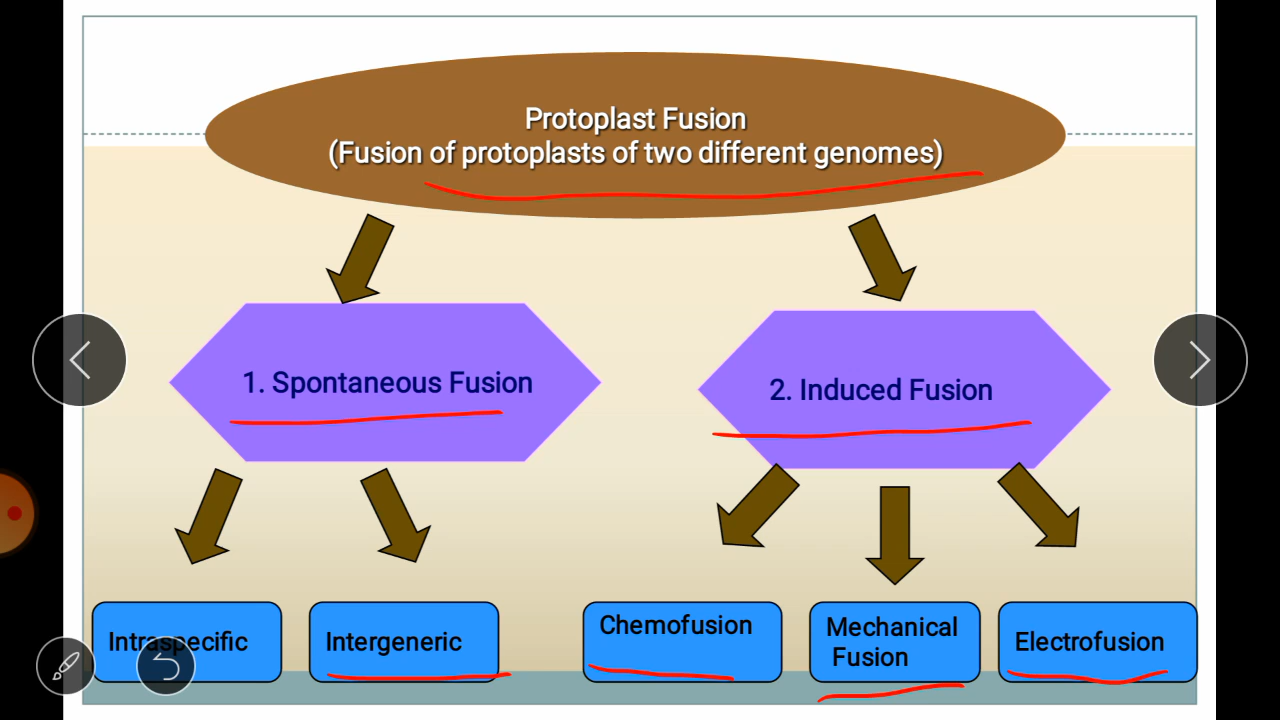 Protoplast Fusion
(Fusion of protoplasts of two different genomes)
1. Spontaneous Fusion
2. Induced Fusion
Intraspecific
Intergeneric
Chemofusion
Mechanical
Fusion
Electrofusion